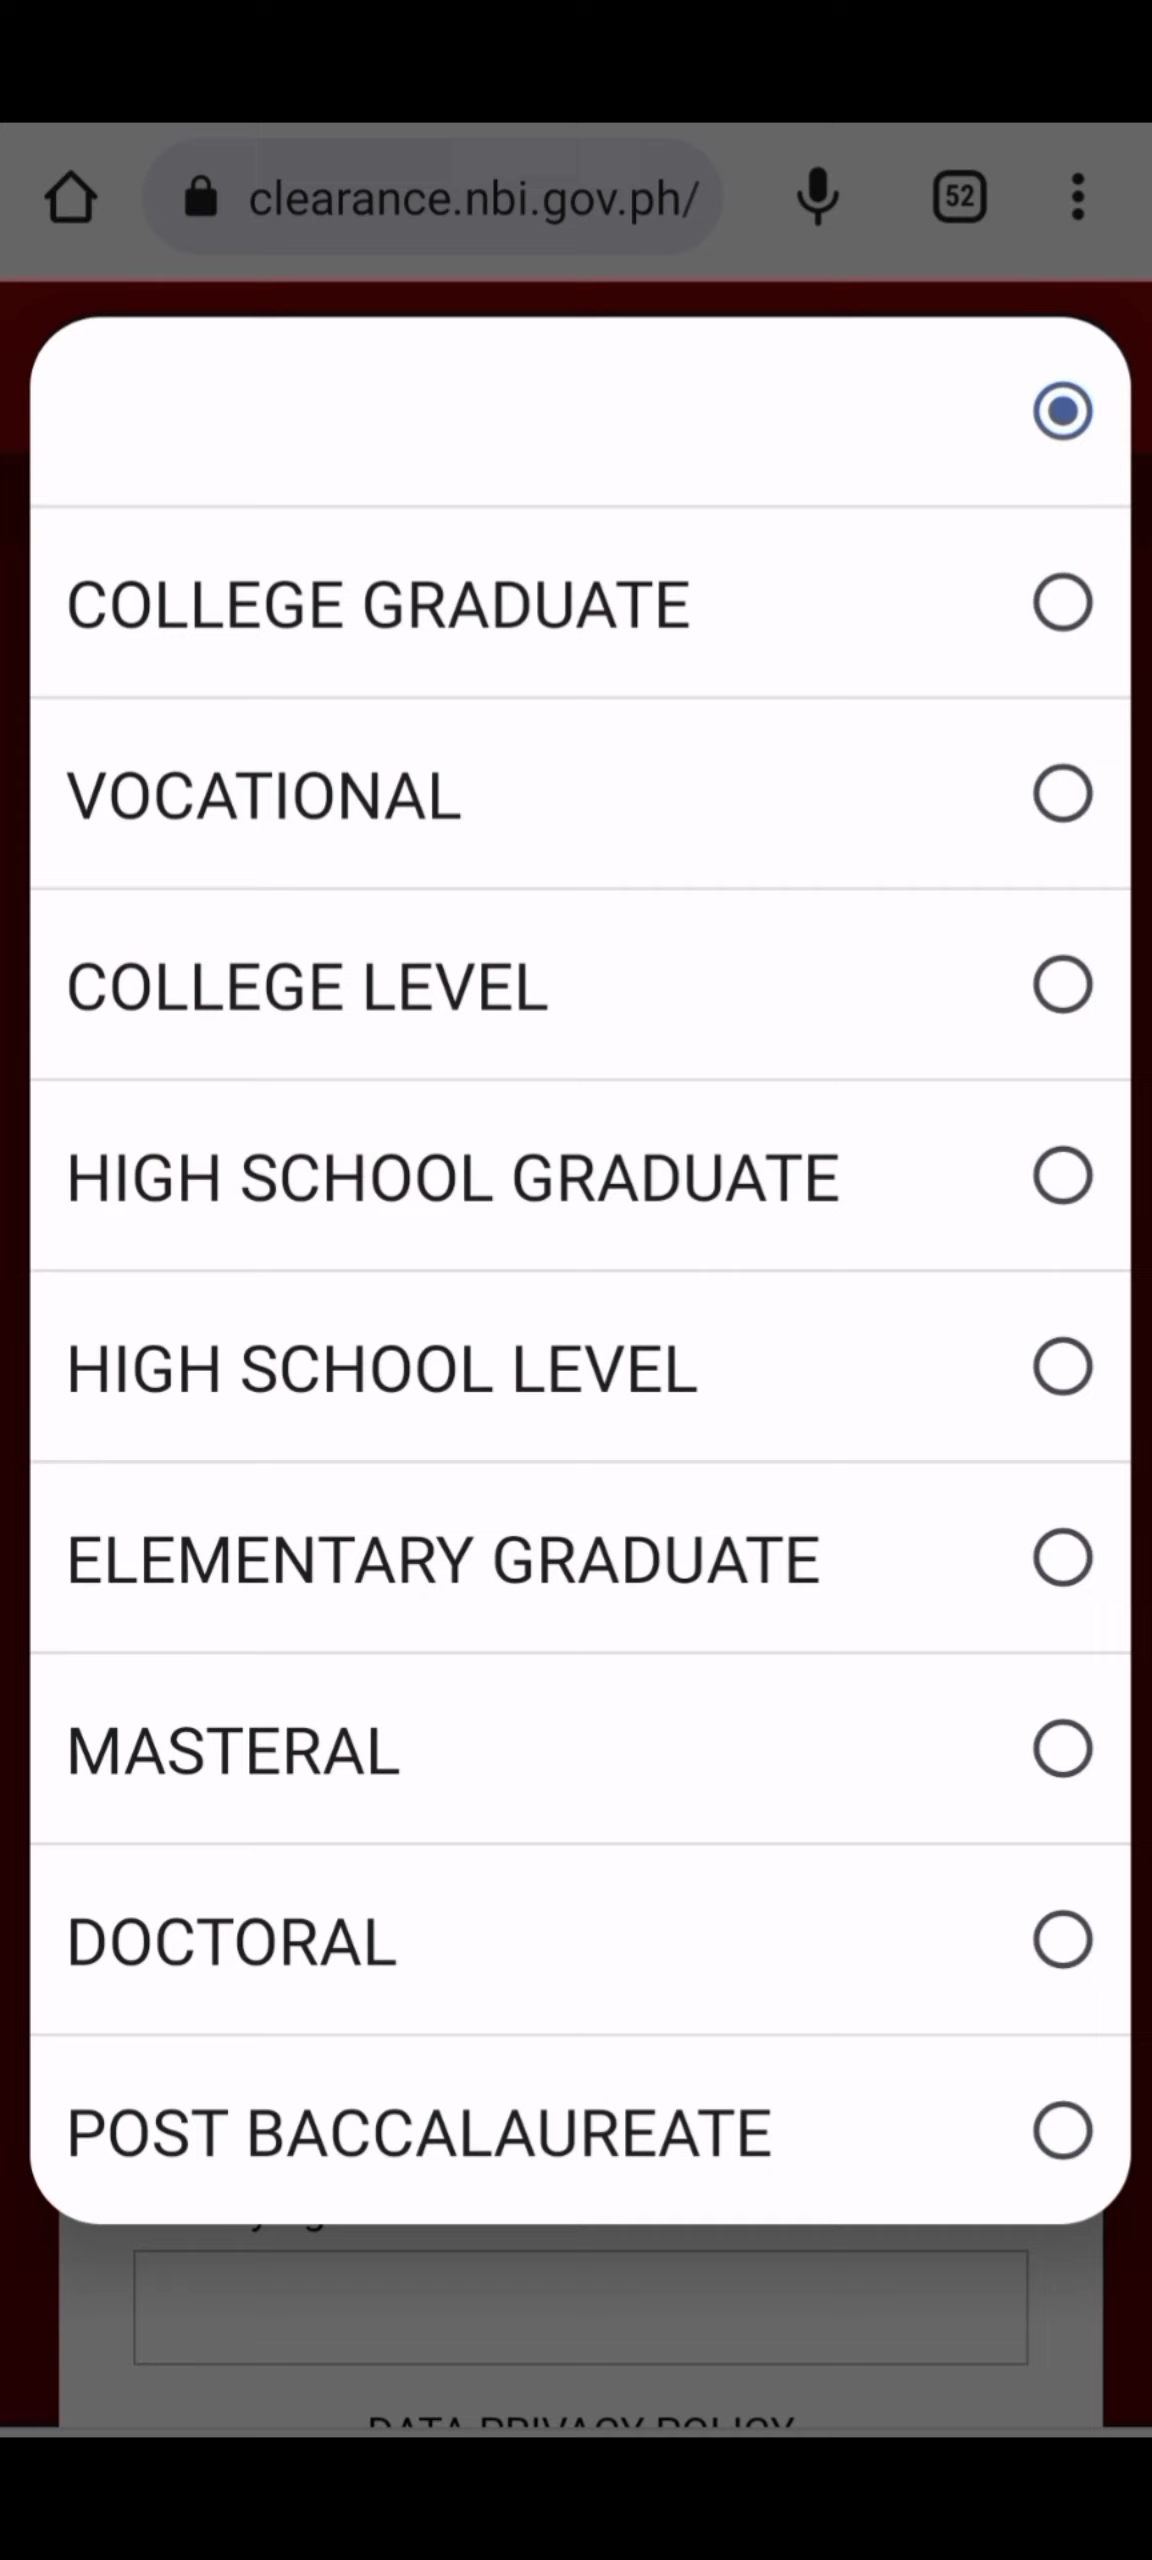 clearance.nbi.gov.ph/
52
COLLEGE GRADUATE
VOCATIONAL
COLLEGE LEVEL
HIGH SCHOOL GRADUATE
HIGH SCHOOL LEVEL
ELEMENTARY GRADUATE
MASTERAL
DOCTORAL
POST BACCALAUREATE
DATA PRIVACY POLICY